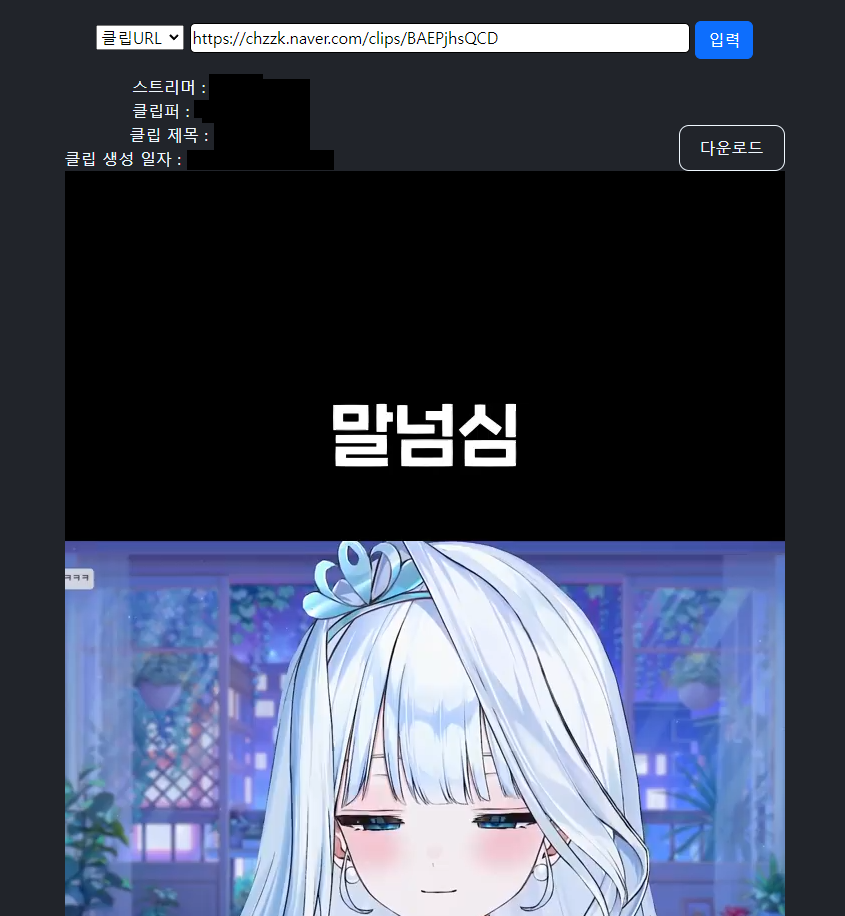 클립URL https://chzzk.naver.com/clips/BAEPjhsQCD 입력
스트리머 :
클립퍼 :
클립 제목 :
클립 생성 일자 :
다운로드
말넘심
ㅋㅋㅋ